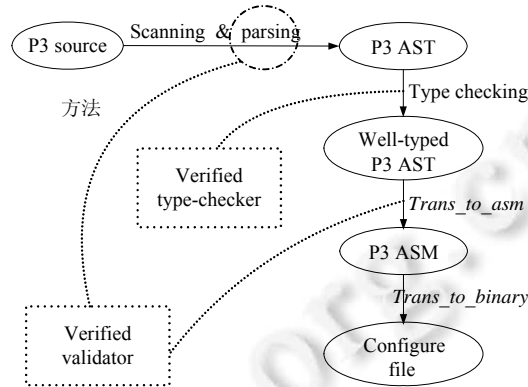 P3 source
Scanning & parsing
P3 AST
方法
Type checking
Verified
type-checker
Well-typed
P3 AST
Trans_to_asm
P3 ASM
Trans_to_binary
Verified
validator
Configure
file